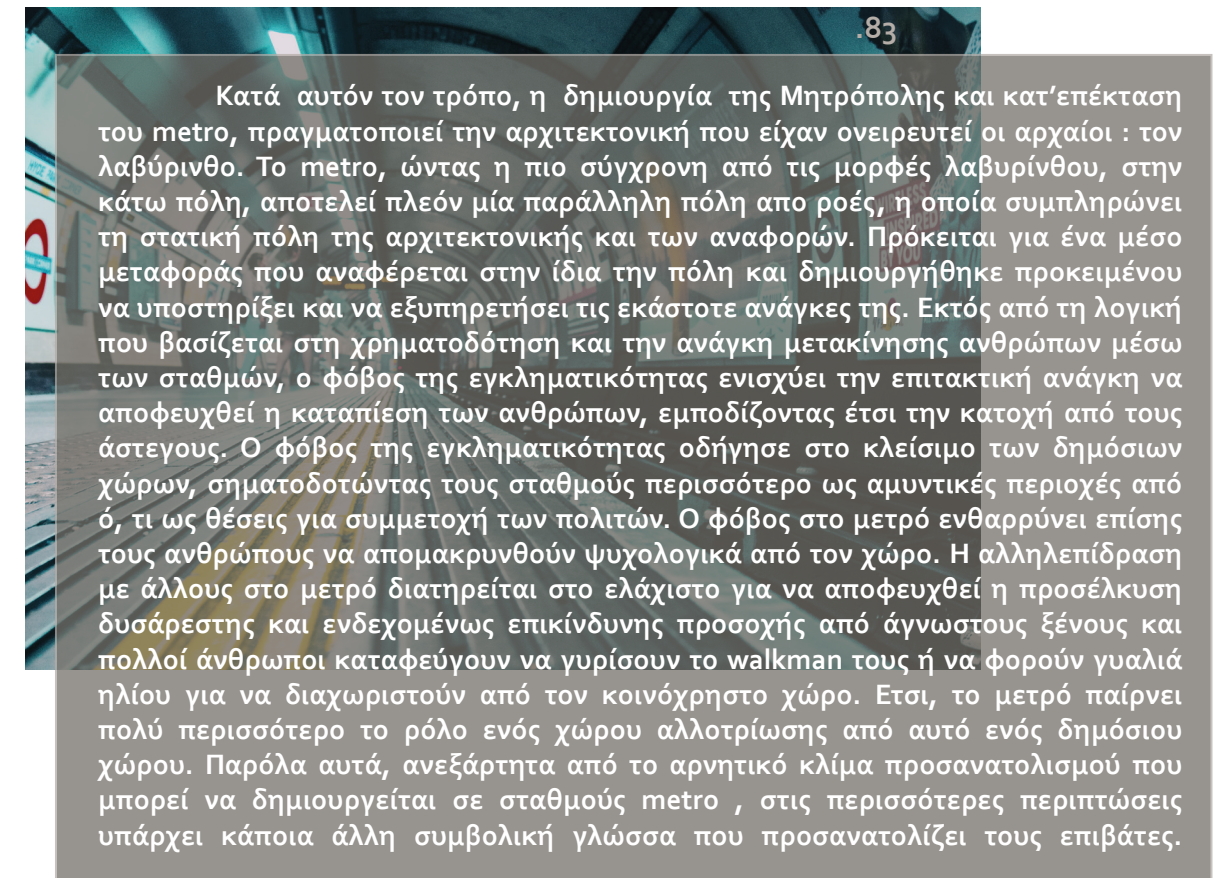 .83
Κατά αυτόν τον τρόπο, η δημιουργία της Μητρόπολης και κατ’επέκταση
του metro, πραγματοποιεί την αρχιτεκτονική που είχαν ονειρευτεί οι αρχαίοι : τον
λαβύρινθο. Το metro, ώντας η πιο σύγχρονη από τις μορφές λαβυρίνθου, στην
κάτω πόλη, αποτελεί πλεόν μία παράλληλη πόλη απο ροές, η οποία συμπληρώνει
τη στατική πόλη της αρχιτεκτονικής και των αναφορών. Πρόκειται για ένα μέσο
μεταφοράς που αναφέρεται στην ίδια την πόλη και δημιουργήθηκε προκειμένου
να υποστηρίξει και να εξυπηρετήσει τις εκάστοτε ανάγκες της. Εκτός από τη λογική
που βασίζεται στη χρηματοδότηση και την ανάγκη μετακίνησης ανθρώπων μέσω
των σταθμών, ο φόβος της εγκληματικότητας ενισχύει την επιτακτική ανάγκη να
αποφευχθεί η καταπίεση των ανθρώπων, εμποδίζοντας έτσι την κατοχή από τους
άστεγους. Ο φόβος της εγκληματικότητας οδήγησε στο κλείσιμο των δημόσιων
χώρων, σηματοδοτώντας τους σταθμούς περισσότερο ως αμυντικές περιοχές από
ό, τι ως θέσεις για συμμετοχή των πολιτών. Ο φόβος στο μετρό ενθαρρύνει επίσης
τους ανθρώπους να απομακρυνθούν ψυχολογικά από τον χώρο. Η αλληλεπίδραση
με άλλους στο μετρό διατηρείται στο ελάχιστο για να αποφευχθεί η προσέλκυση
δυσάρεστης και ενδεχομένως επικίνδυνης προσοχής από άγνωστους ξένους και
πολλοί άνθρωποι καταφεύγουν να γυρίσουν το walkman τους ή να φορούν γυαλιά
ηλίου για να διαχωριστούν από τον κοινόχρηστο χώρο. Ετσι, το μετρό παίρνει
πολύ περισσότερο το ρόλο ενός χώρου αλλοτρίωσης από αυτό ενός δημόσιου
χώρου. Παρόλα αυτά, ανεξάρτητα από το αρνητικό κλίμα προσανατολισμού που
μπορεί να δημιουργείται σε σταθμούς metro , στις περισσότερες περιπτώσεις
υπάρχει κάποια άλλη συμβολική γλώσσα που προσανατολίζει τους επιβάτες.